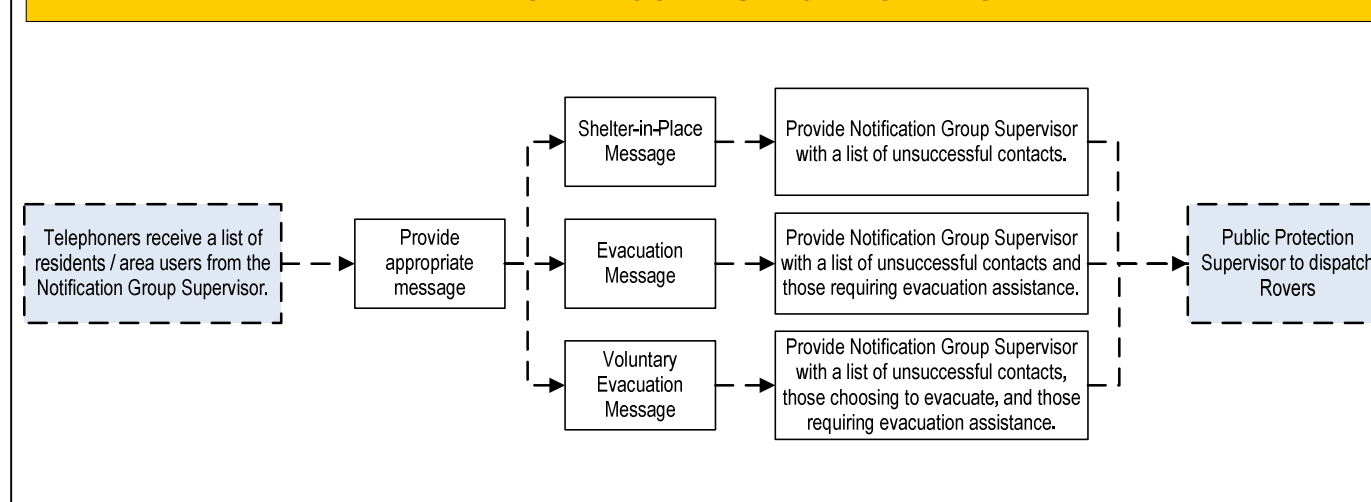 Telephoners receive a list of
residents / area users from the
Notification Group Supervisor.
Provide
appropriate
message
Shelter-in-Place
Message
Provide Notification Group Supervisor
with a list of unsuccessful contacts.
Evacuation
Message
Provide Notification Group Supervisor
with a list of unsuccessful contacts and
those requiring evacuation assistance.
Voluntary
Evacuation
Message
Provide Notification Group Supervisor
with a list of unsuccessful contacts,
those choosing to evacuate, and those
requiring evacuation assistance.
Public Protection
Supervisor to dispatch
Rovers